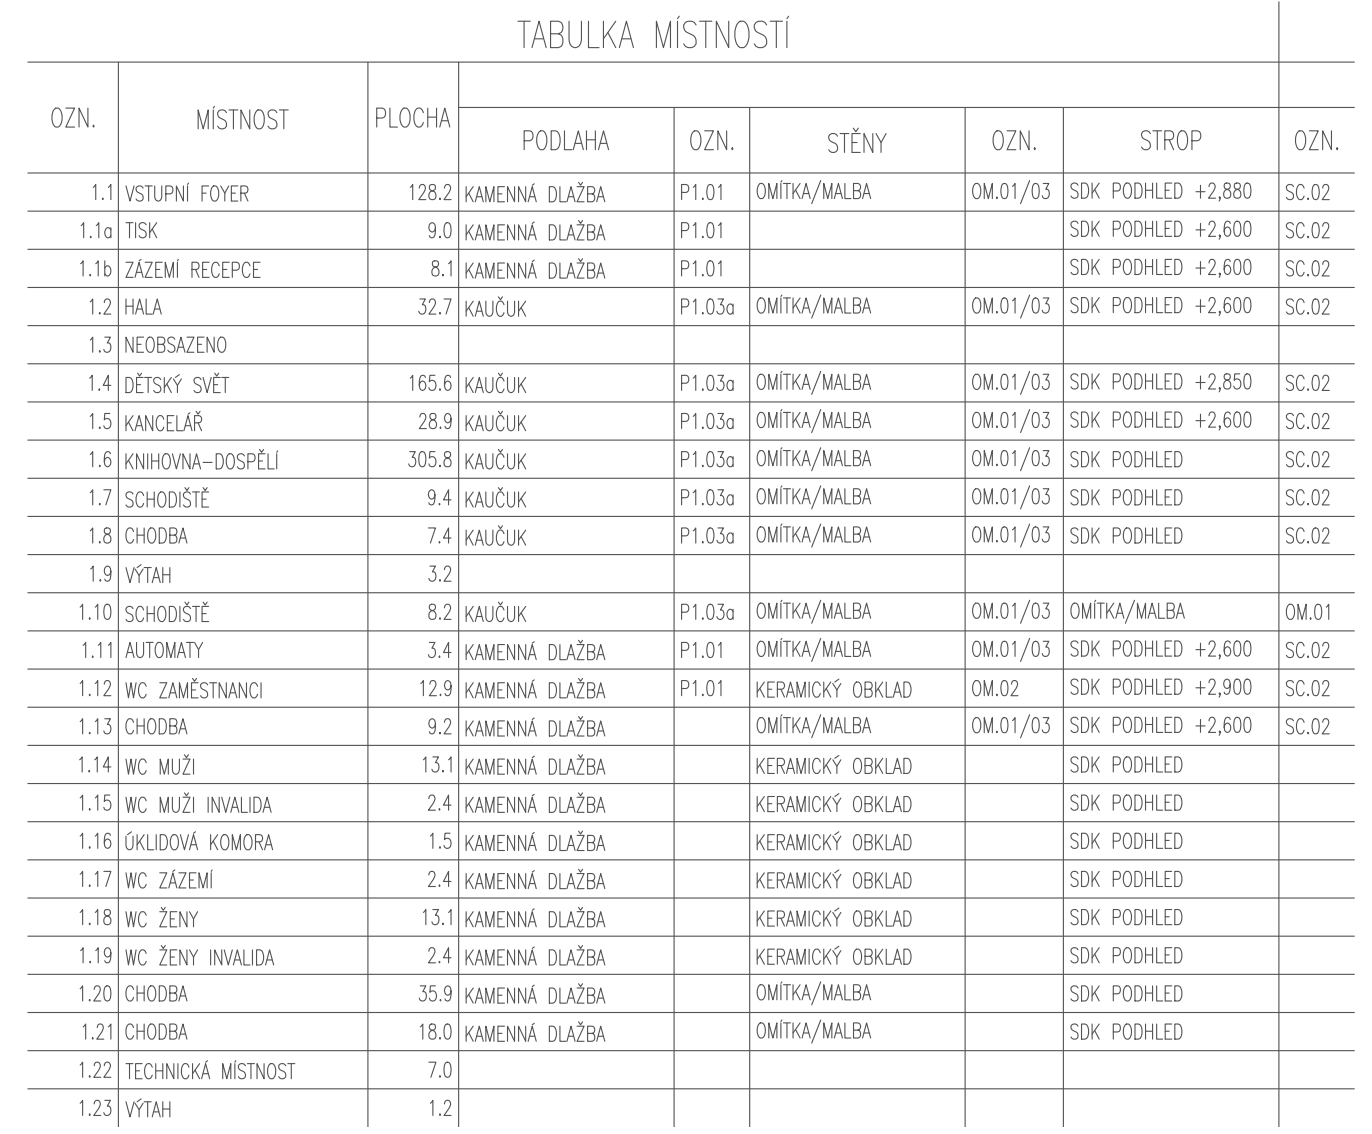 TABULKA MÍSTNOSTÍ
OZN. MÍSTNOST PLOCHA PODLAHA OZN. STĚNY OZN. STROP OZN.
1.1 VSTUPNÍ FOYER 128.2 KAMENNÁ DLAŽBA P1.01 OMÍTKA/MALBA OM.01/03 SDK PODHLED +2,880 SC.02
1.1a TISK 9.0 KAMENNÁ DLAŽBA P1.01 SDK PODHLED +2,600 SC.02
1.1b ZÁZEMÍ RECEPCE 8.1 KAMENNÁ DLAŽBA P1.01 SDK PODHLED +2,600 SC.02
1.2 HALA 32.7 KAUČUK P1.03a OMÍTKA/MALBA OM.01/03 SDK PODHLED +2,600 SC.02
1.3 NEOBSAZENO
1.4 DĚTSKÝ SVĚT 165.6 KAUČUK P1.03a OMÍTKA/MALBA OM.01/03 SDK PODHLED +2,850 SC.02
1.5 KANCELÁŘ 28.9 KAUČUK P1.03a OMÍTKA/MALBA OM.01/03 SDK PODHLED +2,600 SC.02
1.6 KNIHOVNA-DOSPĚLÍ 305.8 KAUČUK P1.03a OMÍTKA/MALBA OM.01/03 SDK PODHLED SC.02
1.7 SCHODIŠTĚ 9.4 KAUČUK P1.03a OMÍTKA/MALBA OM.01/03 SDK PODHLED SC.02
1.8 CHODBA 7.4 KAUČUK P1.03a OMÍTKA/MALBA OM.01/03 SDK PODHLED SC.02
1.9 VÝTAH 3.2
1.10 SCHODIŠTĚ 8.2 KAUČUK P1.03a OMÍTKA/MALBA OM.01/03 OMÍTKA/MALBA OM.01
1.11 AUTOMATY 3.4 KAMENNÁ DLAŽBA P1.01 OMÍTKA/MALBA OM.01/03 SDK PODHLED +2,600 SC.02
1.12 WC ZAMĚSTNANCI 12.9 KAMENNÁ DLAŽBA P1.01 KERAMICKÝ OBKLAD OM.02 SDK PODHLED +2,900 SC.02
1.13 CHODBA 9.2 KAMENNÁ DLAŽBA OMÍTKA/MALBA OM.01/03 SDK PODHLED +2,600 SC.02
1.14 WC MUŽI 13.1 KAMENNÁ DLAŽBA KERAMICKÝ OBKLAD SDK PODHLED
1.15 WC MUŽI INVALIDA 2.4 KAMENNÁ DLAŽBA KERAMICKÝ OBKLAD SDK PODHLED
1.16 ÚKLIDOVÁ KOMORA 1.5 KAMENNÁ DLAŽBA KERAMICKÝ OBKLAD SDK PODHLED
1.17 WC ZÁZEMÍ 2.4 KAMENNÁ DLAŽBA KERAMICKÝ OBKLAD SDK PODHLED
1.18 WC ŽENY 13.1 KAMENNÁ DLAŽBA KERAMICKÝ OBKLAD SDK PODHLED
1.19 WC ŽENY INVALIDA 2.4 KAMENNÁ DLAŽBA KERAMICKÝ OBKLAD SDK PODHLED
1.20 CHODBA 35.9 KAMENNÁ DLAŽBA OMÍTKA/MALBA SDK PODHLED
1.21 CHODBA 18.0 KAMENNÁ DLAŽBA OMÍTKA/MALBA SDK PODHLED
1.22 TECHNICKÁ MÍSTNOST 7.0
1.23 VÝTAH 1.2